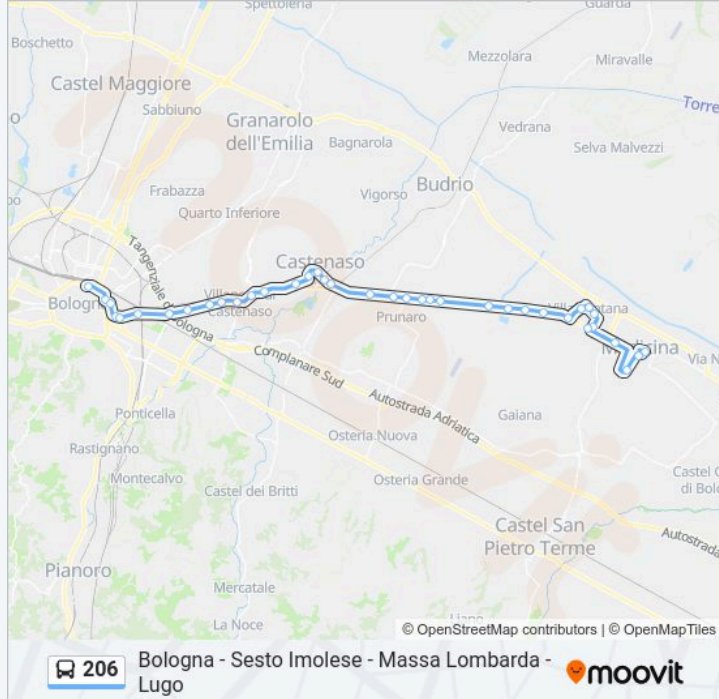 Spettoleria
Guarda
Boschetto
Mezzolara
Miravalle
Castel Maggiore
Sabbiuno
Granarolo
dell'Emilia
Bagnarola
Vedrana
Torre
Selva Malvezzi
Budrio
Vigorso
Frabazza
Quarto Inferiore
Tangenziale di Bologna
Castenaso
Bologna
Castenaso
Prunaro
Medicina
Via N
Complanare Sud
Autostrada Adriatica
Ponticella
Gaiana
Osteria Nuova
Rastignano
Montecalvo
Castel dei Britti
Osteria Grande
Castel San
Pietro Terme
Autostrada
Pianoro
Mercatale
La Noce
© OpenStreetMap contributors | © OpenMapTiles
206
Bologna - Sesto Imolese - Massa Lombarda -
Lugo
moovit